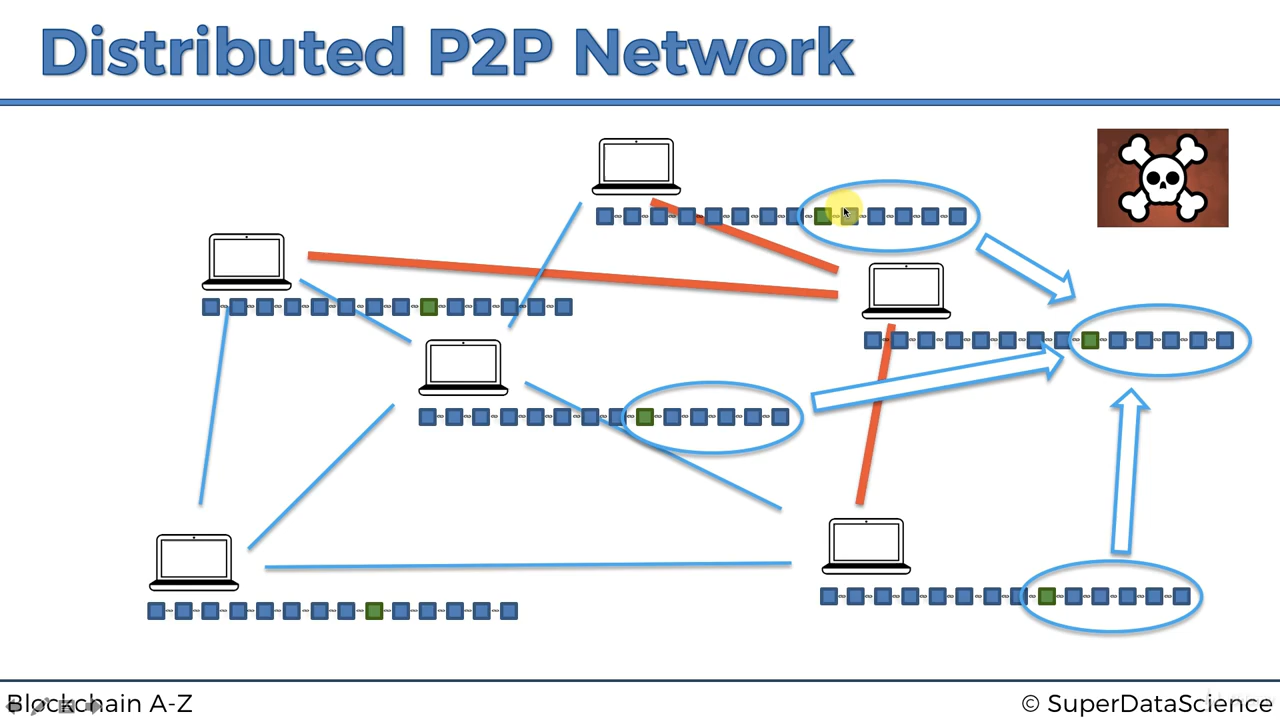 Distributed P2P Network
Blockchain A-Z
© SuperDataScience